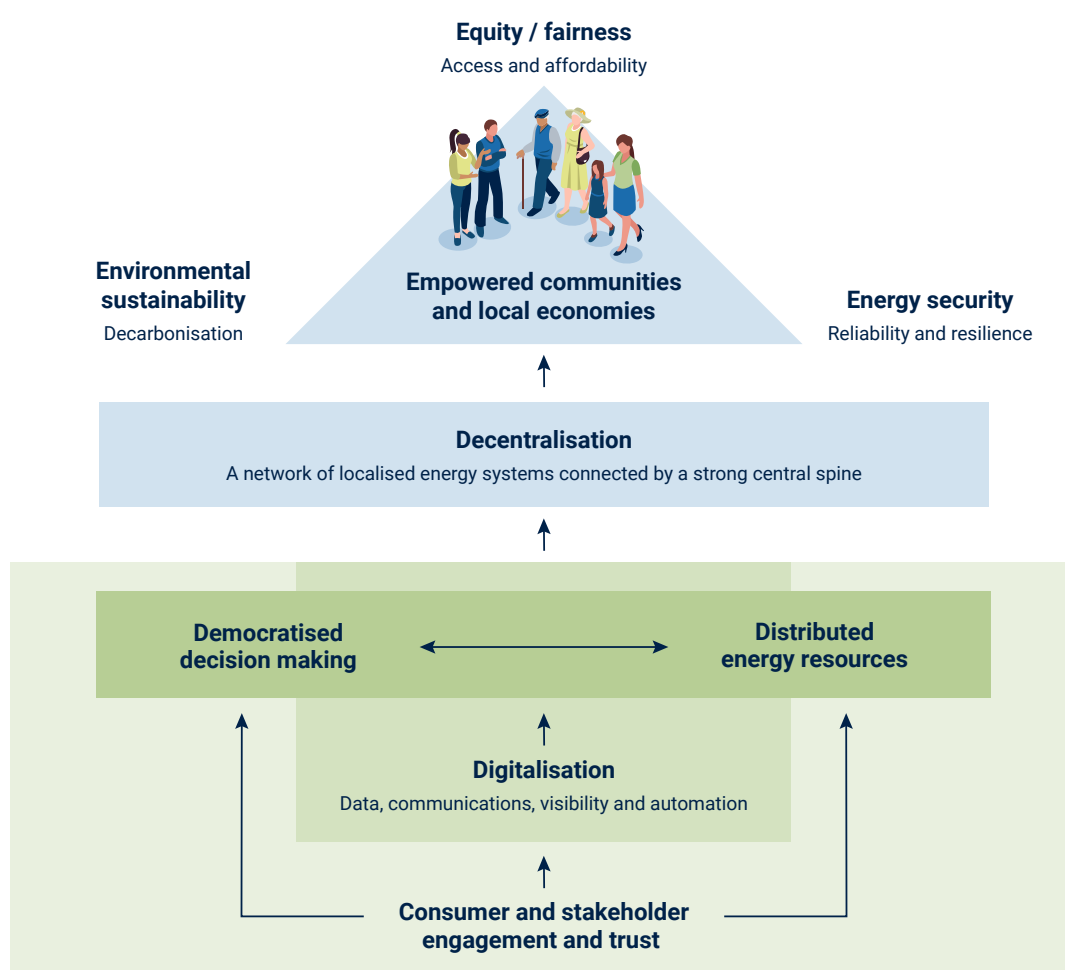 Equity / fairness
Access and affordability
Environmental
sustainability
Decarbonisation
Empowered communities
and local economies
Energy security
Reliability and resilience
Decentralisation
A network of localised energy systems connected by a strong central spine
Democratised
decision making
Distributed
energy resources
Digitalisation
Data, communications, visibility and automation
Consumer and stakeholder
engagement and trust